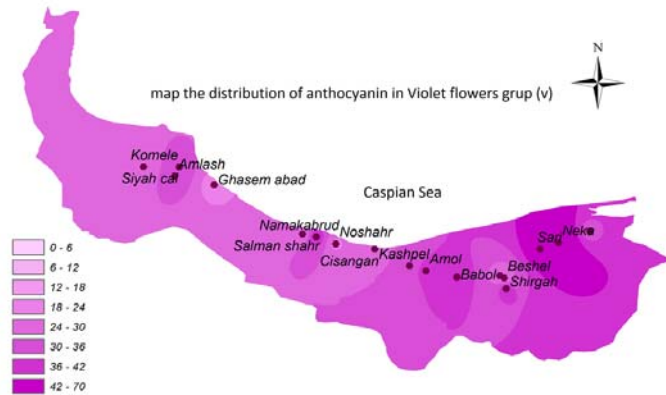 N
map the distribution of anthocyanin in Violet flowers grup (v)
Komele
Amlash
Siyah cal
Ghasem abad
Caspian Sea
Namakabrud
Noshahr
Salman shahr
Cisangan
Kashpel
Amol
Babole
Beshel
Shirgah
Sag
Neka
0 - 6
6 - 12
12 - 18
18 - 24
24 - 30
30 - 36
36 - 42
42 - 70